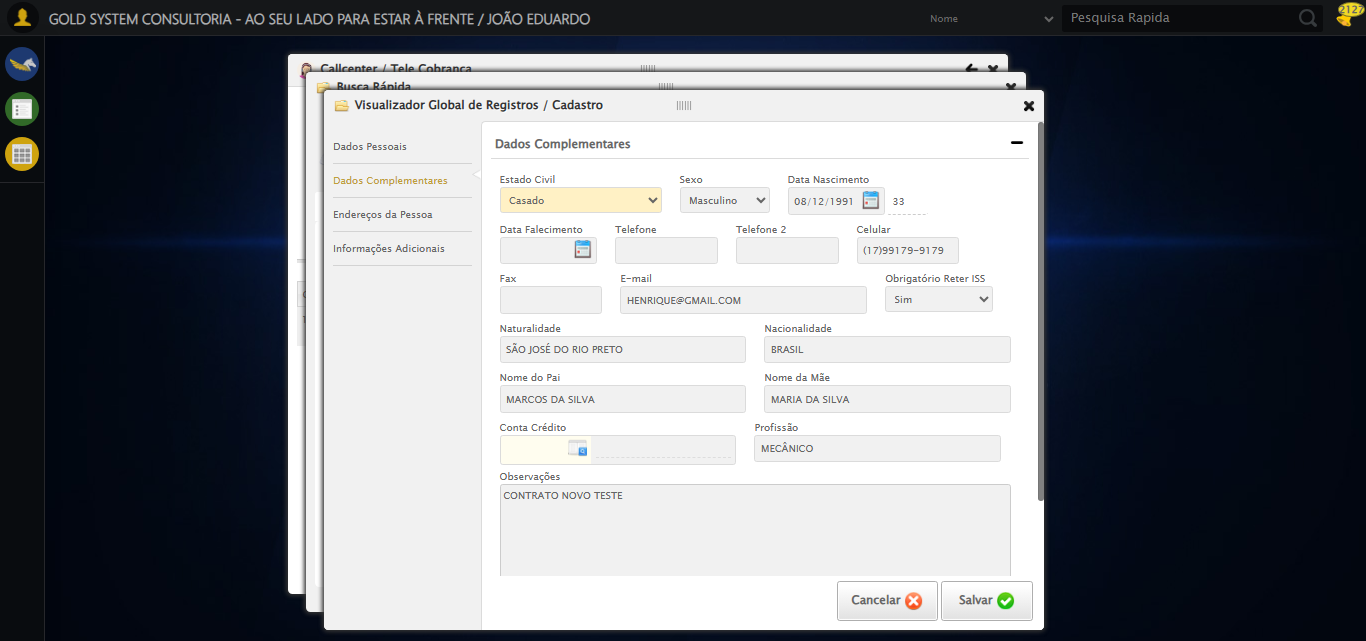 GOLD SYSTEM CONSULTORIA - AO SEU LADO PARA ESTAR À FRENTE / JOÃO EDUARDO
Nome
Pesquisa Rapida
2127
Callcenter / Tele Cobrança
Busca Rápida
Visualizador Global de Registros / Cadastro
Dados Pessoais
Dados Complementares
Endereços da Pessoa
Informações Adicionais
Dados Complementares
Estado Civil Sexo Data Nascimento
Casado Masculino 08/12/1991 33
Data Falecimento Telefone Telefone 2 Celular
(17)99179-9179
Fax E-mail Obrigatório Reter ISS
HENRIQUE@GMAIL.COM Sim
Naturalidade Nacionalidade
SÃO JOSÉ DO RIO PRETO BRASIL
Nome do Pai Nome da Mãe
MARCOS DA SILVA MARIA DA SILVA
Conta Crédito Profissão
MECÂNICO
Observações
CONTRATO NOVO TESTE
Cancelar Salvar